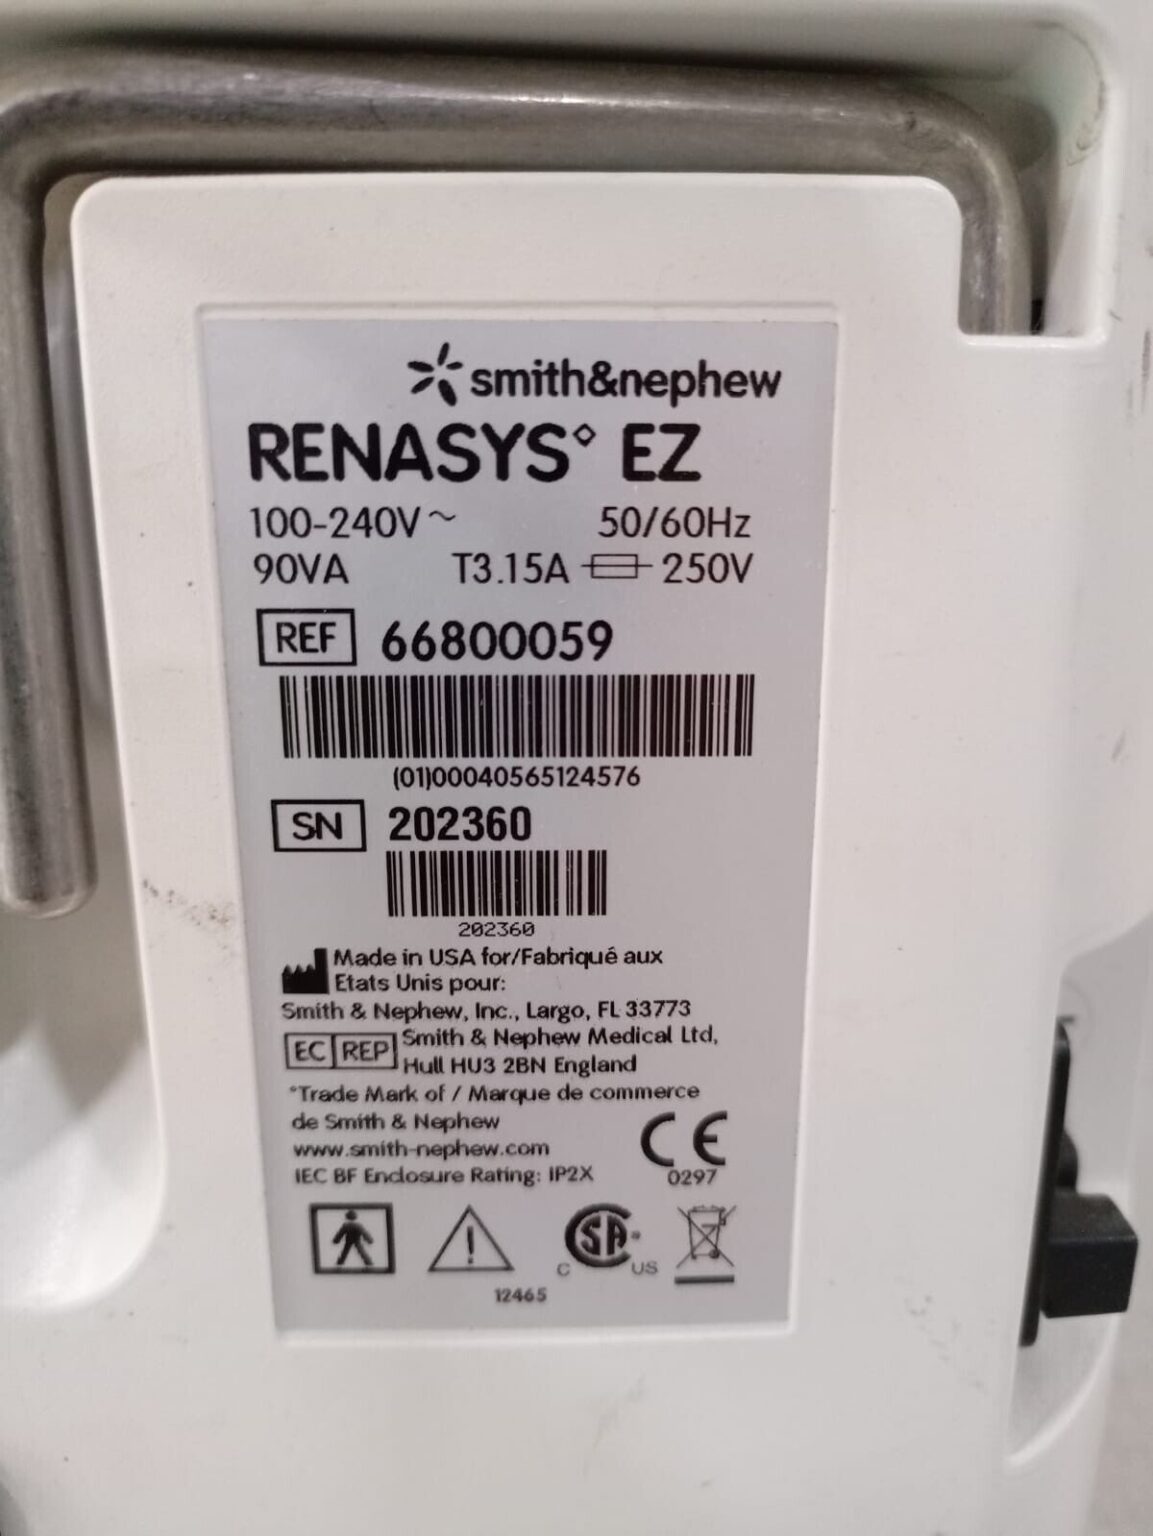 smith&nephew
RENASYS◊ EZ
100-240V~ 50/60Hz
90VA T3.15A 250V
REF 66800059
(01)00040565124576
SN 202360
202360
Made in USA for/Fabriqué aux
Etats Unis pour:
Smith & Nephew, Inc., Largo, FL 33773
EC REP Smith & Nephew Medical Ltd,
Hull HU3 2BN England
◊Trade Mark of / Marque de commerce
de Smith & Nephew
www.smith-nephew.com
IEC BF Enclosure Rating: IP2X
CE
0297
CSA®
C US
12465